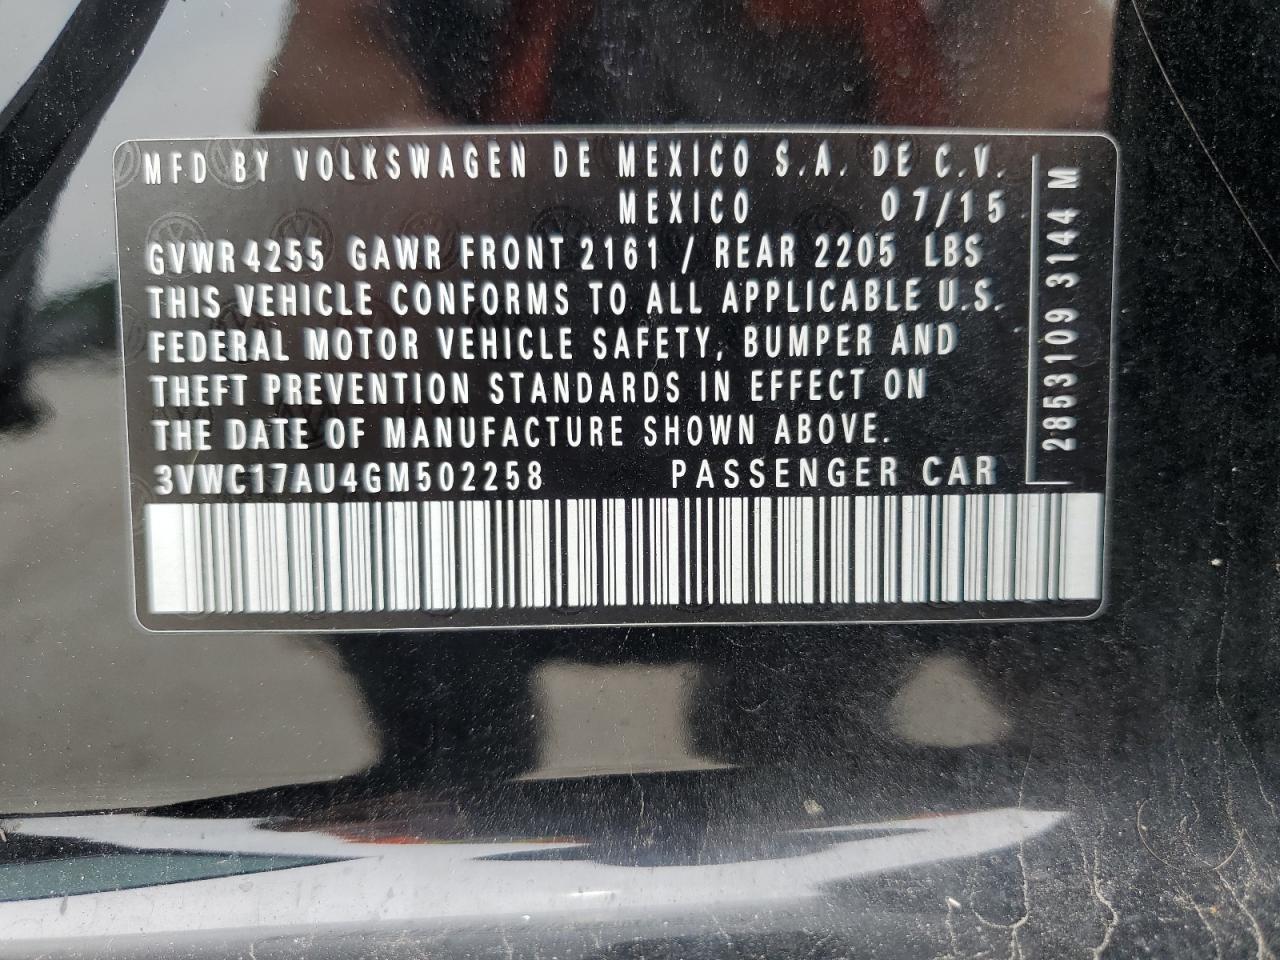 MFD BY VOLKSWAGEN DE MEXICO S.A. DE C.V.
MEXICO 07/15
GVWR 4255 GAWR FRONT 2161 / REAR 2205 LBS
THIS VEHICLE CONFORMS TO ALL APPLICABLE U.S.
FEDERAL MOTOR VEHICLE SAFETY, BUMPER AND
THEFT PREVENTION STANDARDS IN EFFECT ON
THE DATE OF MANUFACTURE SHOWN ABOVE.
3VWC17AU4GM502258 PASSENGER CAR
2853109 3144 M